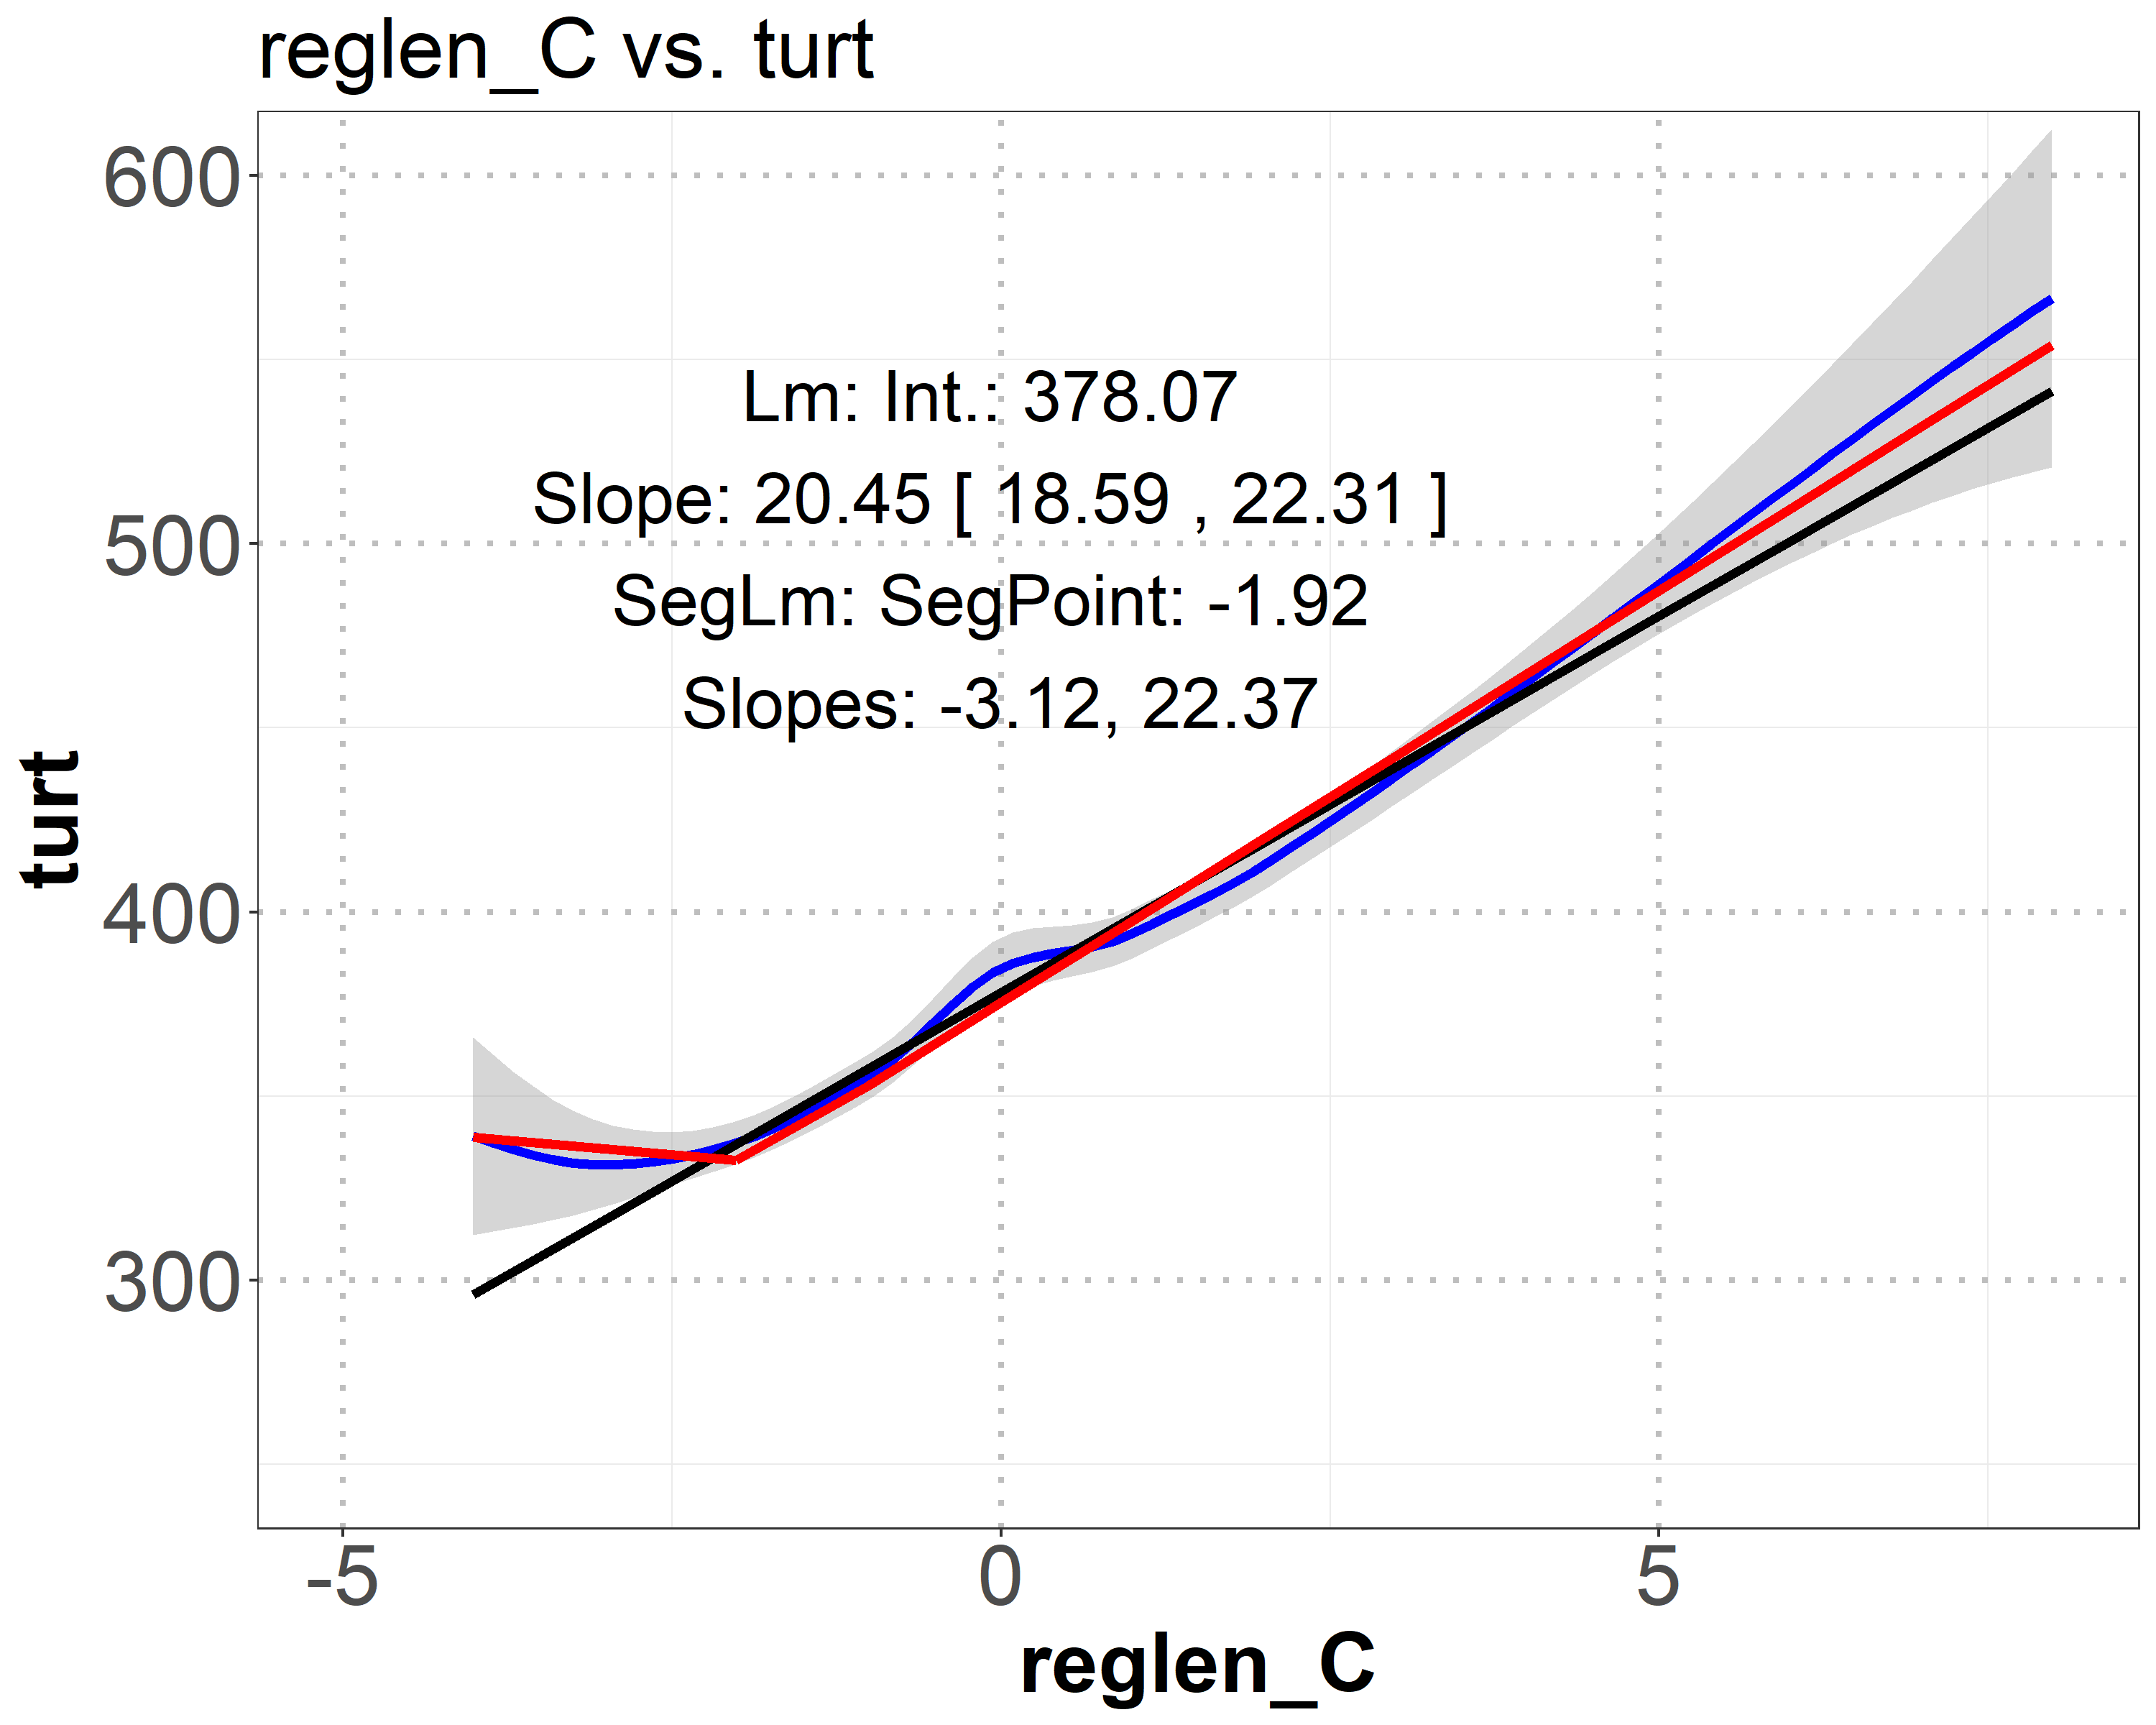 reglen_C vs. turt
600
500
400
300
turt
Lm: Int.: 378.07
Slope: 20.45 [ 18.59 , 22.31 ]
SegLm: SegPoint: -1.92
Slopes: -3.12, 22.37
-5
0
5
reglen_C